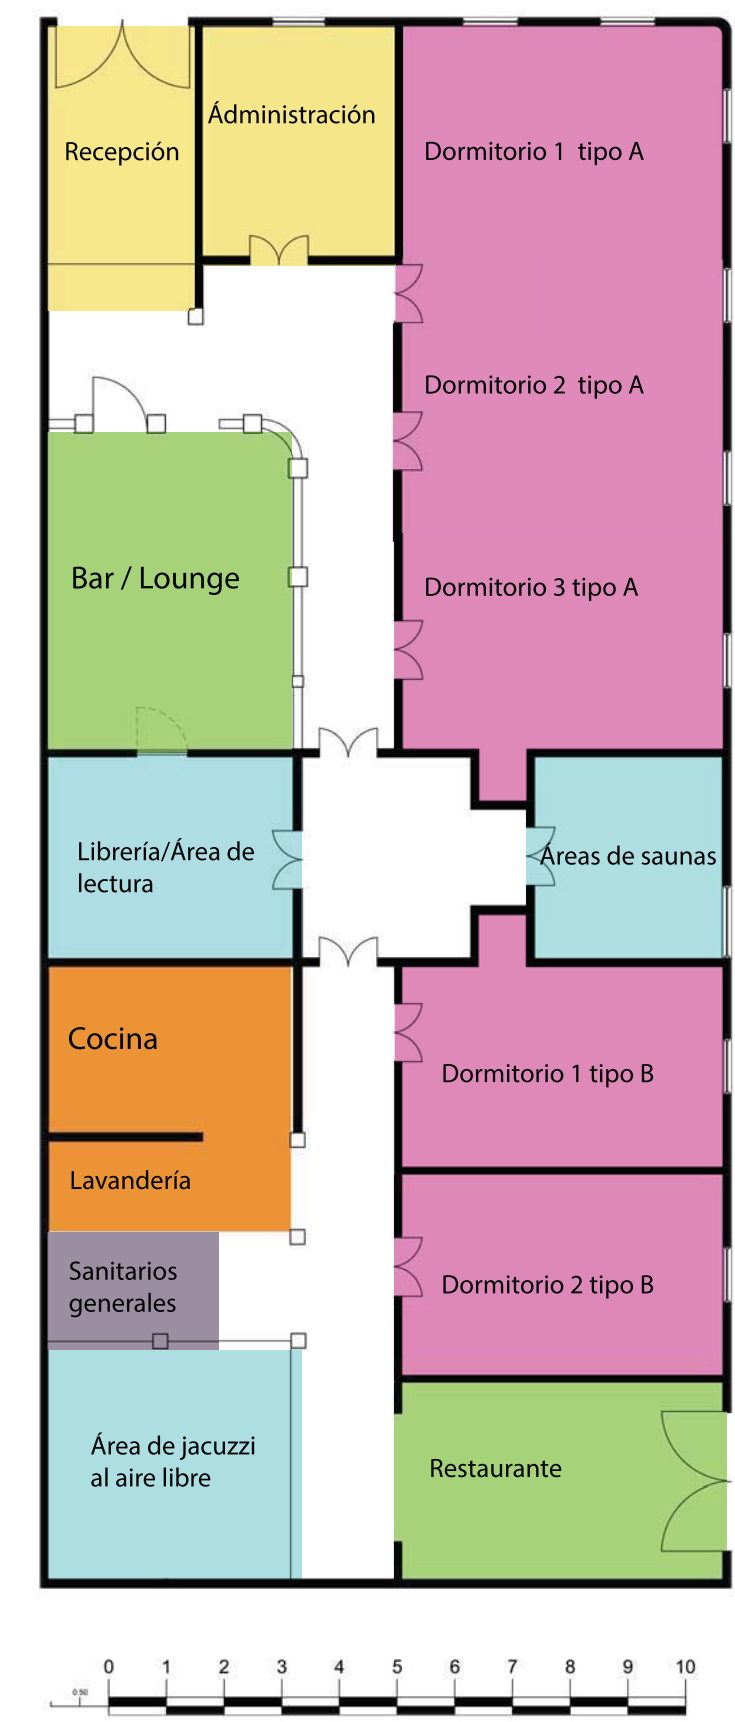 Recepción
Ádministración
Dormitorio 1 tipo A
Dormitorio 2 tipo A
Bar / Lounge
Dormitorio 3 tipo A
Librería/Área de
lectura
Áreas de saunas
Cocina
Dormitorio 1 tipo B
Lavandería
Sanitarios
generales
Dormitorio 2 tipo B
Área de jacuzzi
al aire libre
Restaurante
0 1 2 3 4 5 6 7 8 9 10
0.50